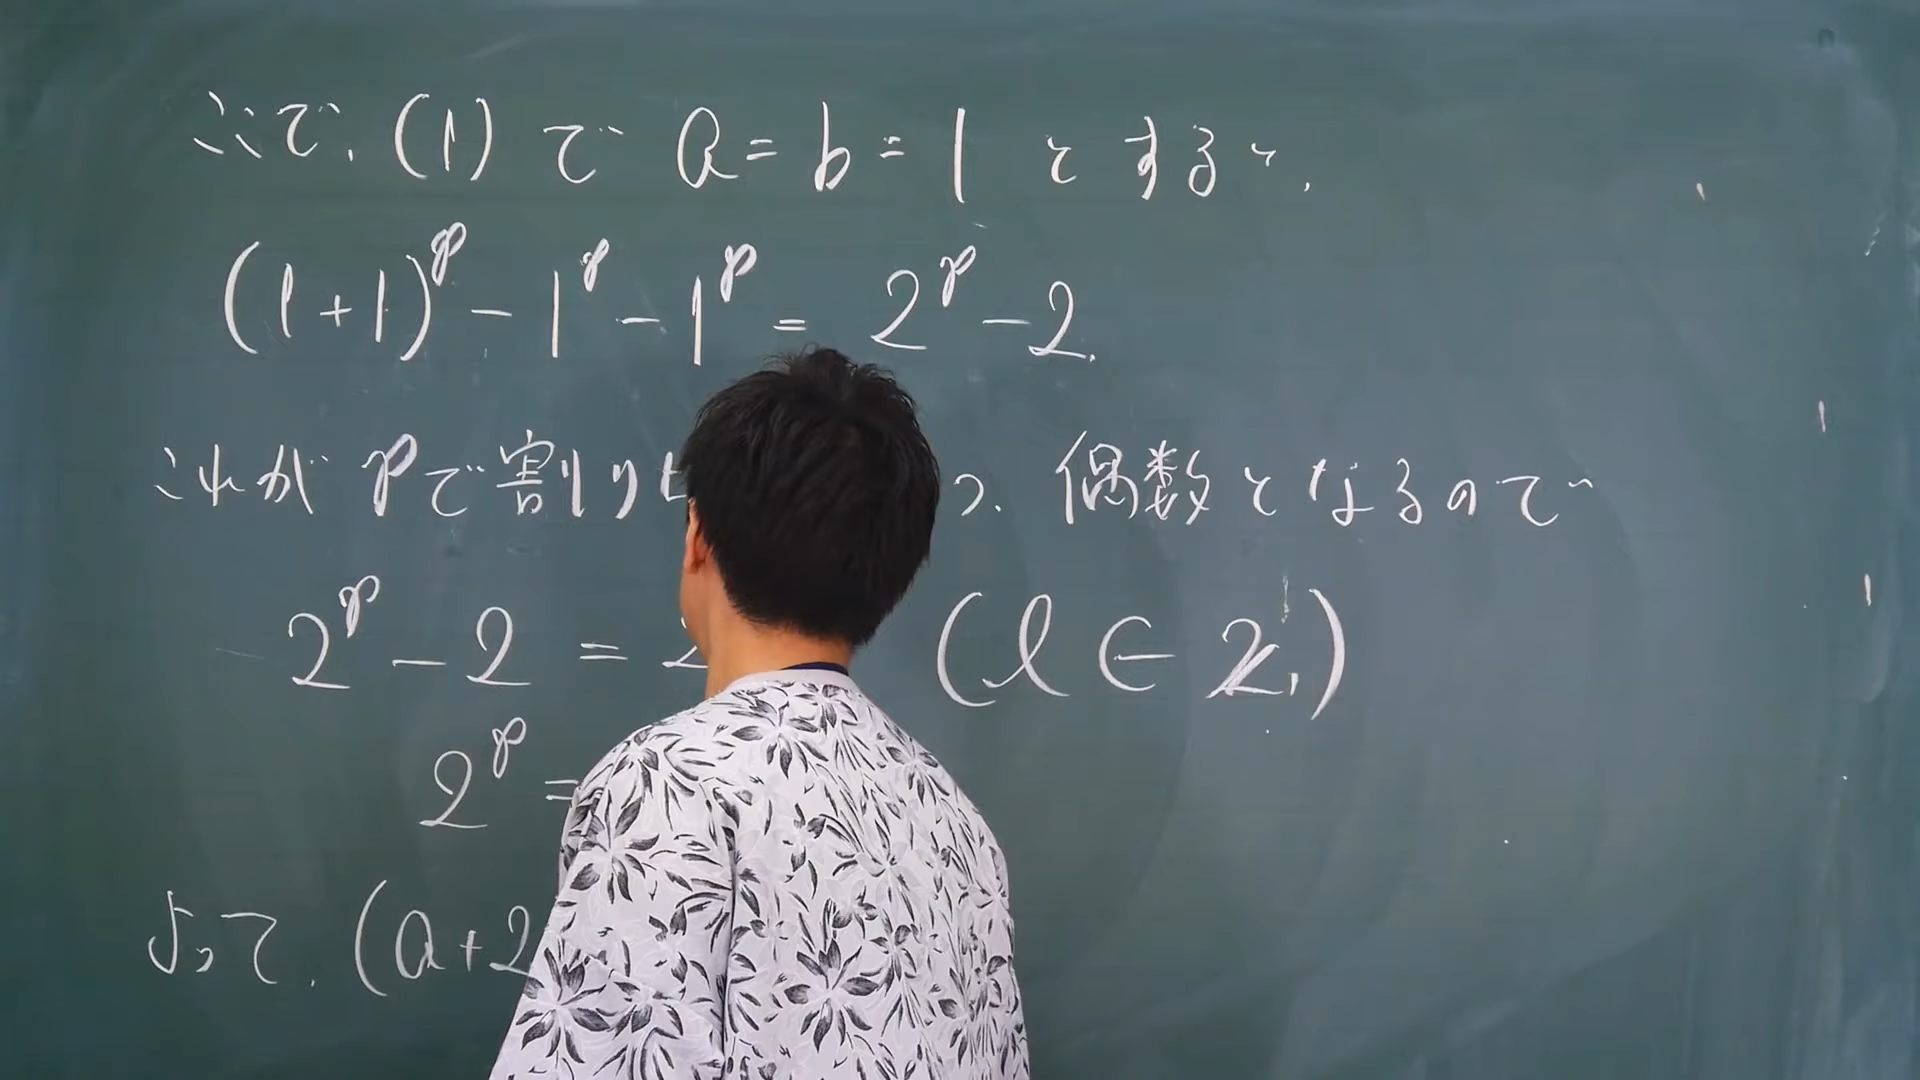 ここで、(1) で a = b = 1 とすると、
(1+1)^p - 1^p - 1^p = 2^p - 2.
これが pで割り つ、偶数となるので
2^p - 2 = 2 (l ∈ ℤ)
2^p =
よって、(a+2